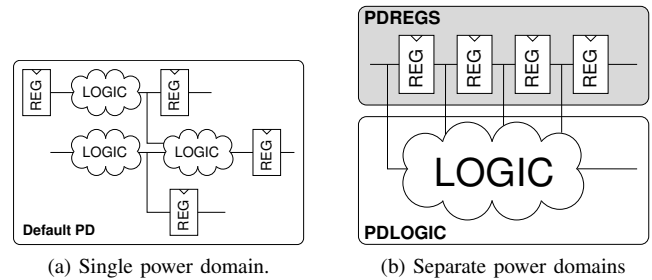 PDREGS
REG REG REG REG
REG LOGIC REG
LOGIC LOGIC REG
REG
Default PD
LOGIC
PDLOGIC
(a) Single power domain.
(b) Separate power domains